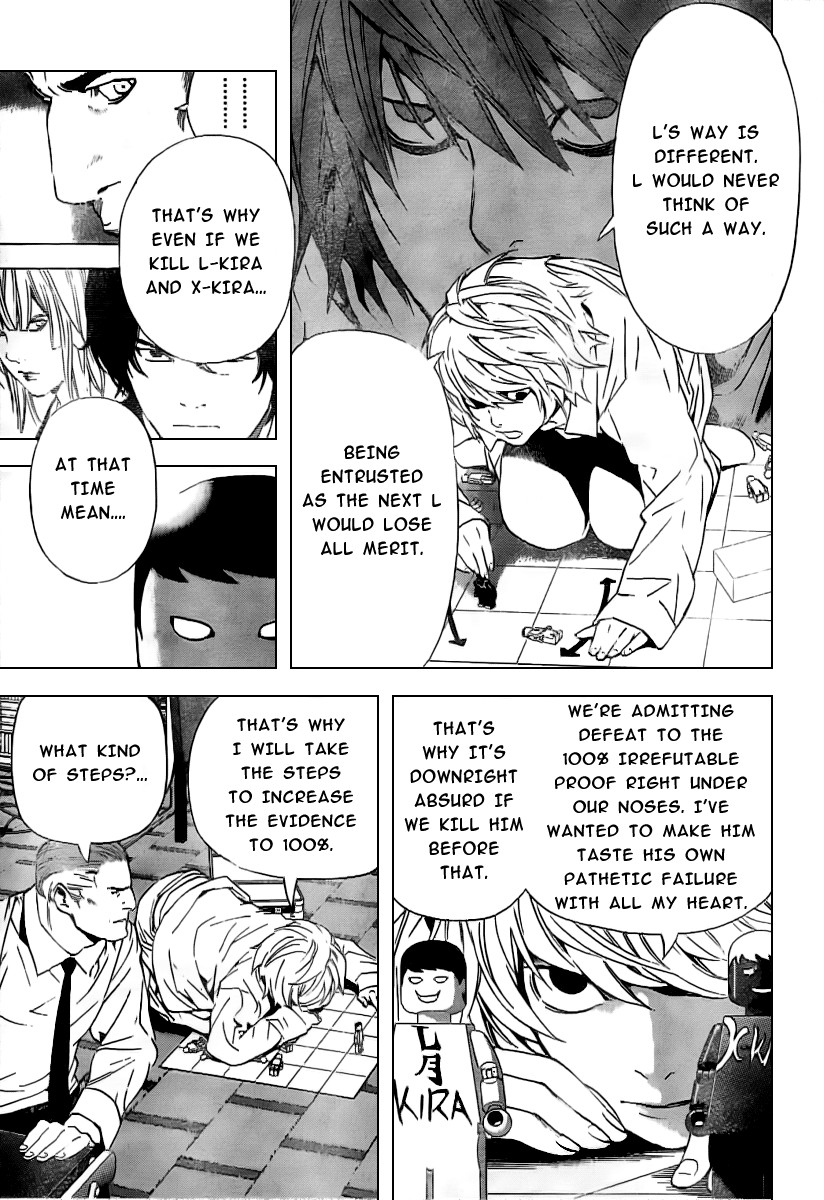 L'S WAY IS
DIFFERENT.
L WOULD NEVER
THINK OF
SUCH A WAY.
BEING
ENTRUSTED
AS THE NEXT L
WOULD LOSE
ALL MERIT.
......
THAT'S WHY
EVEN IF WE
KILL L-KIRA
AND X-KIRA...
AT THAT
TIME
MEAN....
WE'RE ADMITTING
DEFEAT TO THE
100% IRREFUTABLE
PROOF RIGHT UNDER
OUR NOSES. I'VE
WANTED TO MAKE HIM
TASTE HIS OWN
PATHETIC FAILURE
WITH ALL MY HEART.
THAT'S
WHY IT'S
DOWNRIGHT
ABSURD IF
WE KILL HIM
BEFORE
THAT.
KIRA
THAT'S WHY
I WILL TAKE
THE STEPS
TO INCREASE
THE EVIDENCE
TO 100%.
WHAT KIND
OF STEPS?...